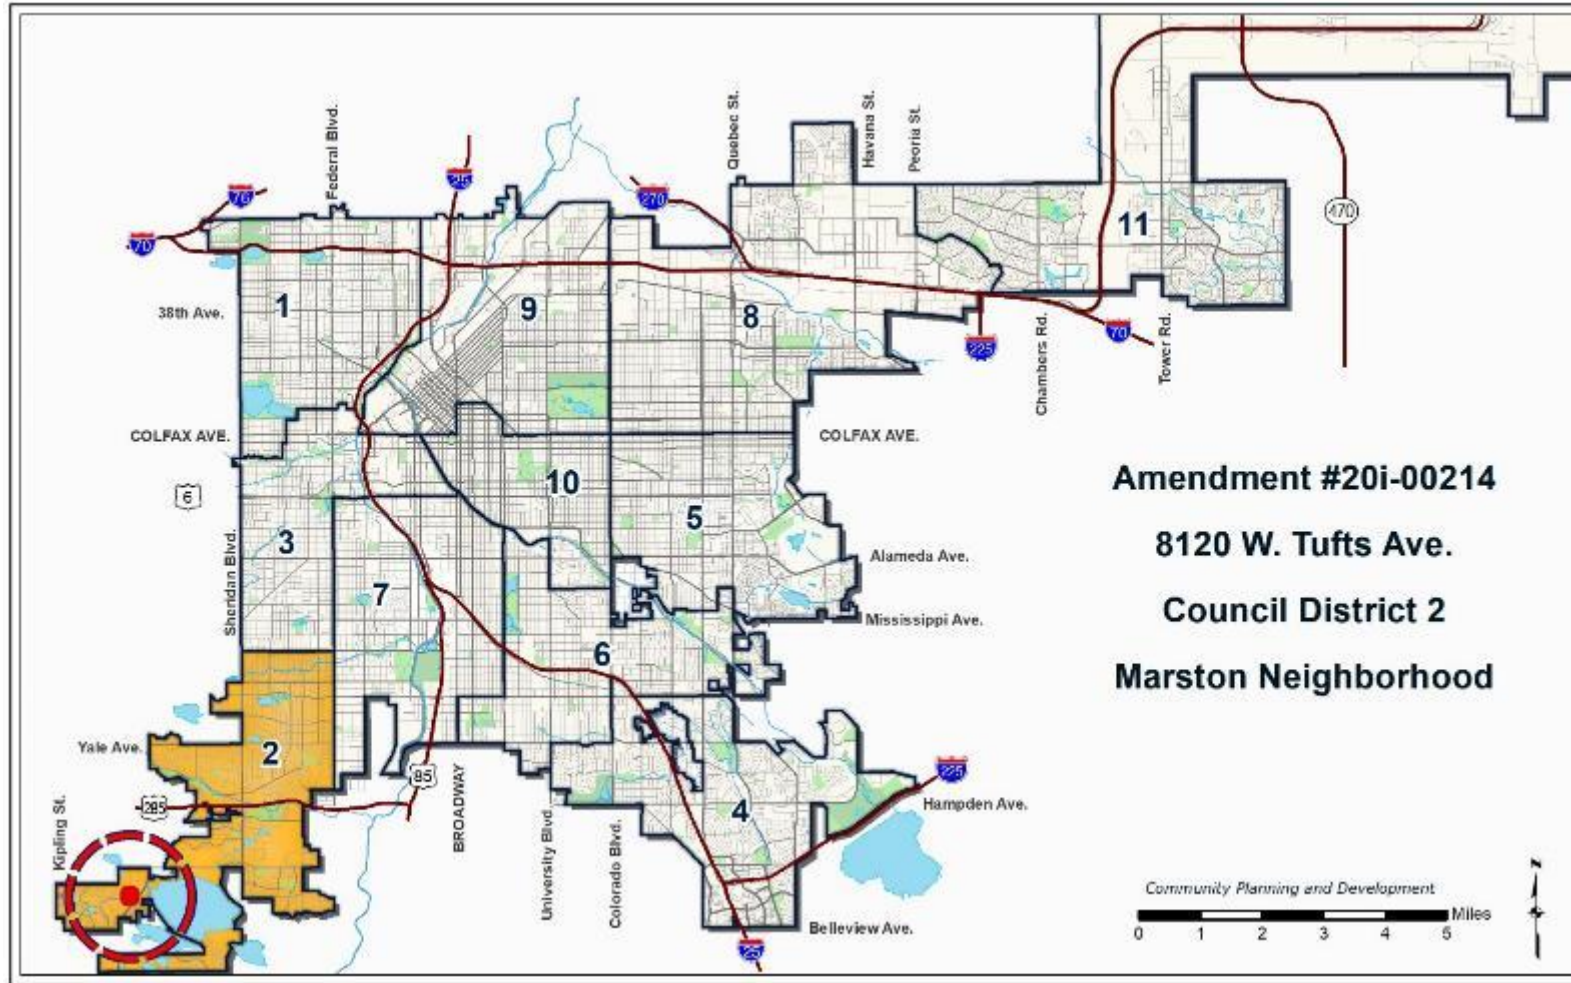 Federal Blvd.
Quebec St.
Havana St.
Peoria St.
70
25
270
70
11
470
1
9
8
38th Ave.
225
70
Chambers Rd.
Tower Rd.
COLFAX AVE.
COLFAX AVE.
6
10
5
Amendment #20i-00214
8120 W. Tufts Ave.
Council District 2
Marston Neighborhood
3
7
Sheridan Blvd.
Alameda Ave.
Mississippi Ave.
6
Yale Ave.
2
85
225
285
BROADWAY
University Blvd.
Colorado Blvd.
4
Hampden Ave.
Kipling St.
Belleview Ave.
25
Community Planning and Development
Miles
0 1 2 3 4 5
z